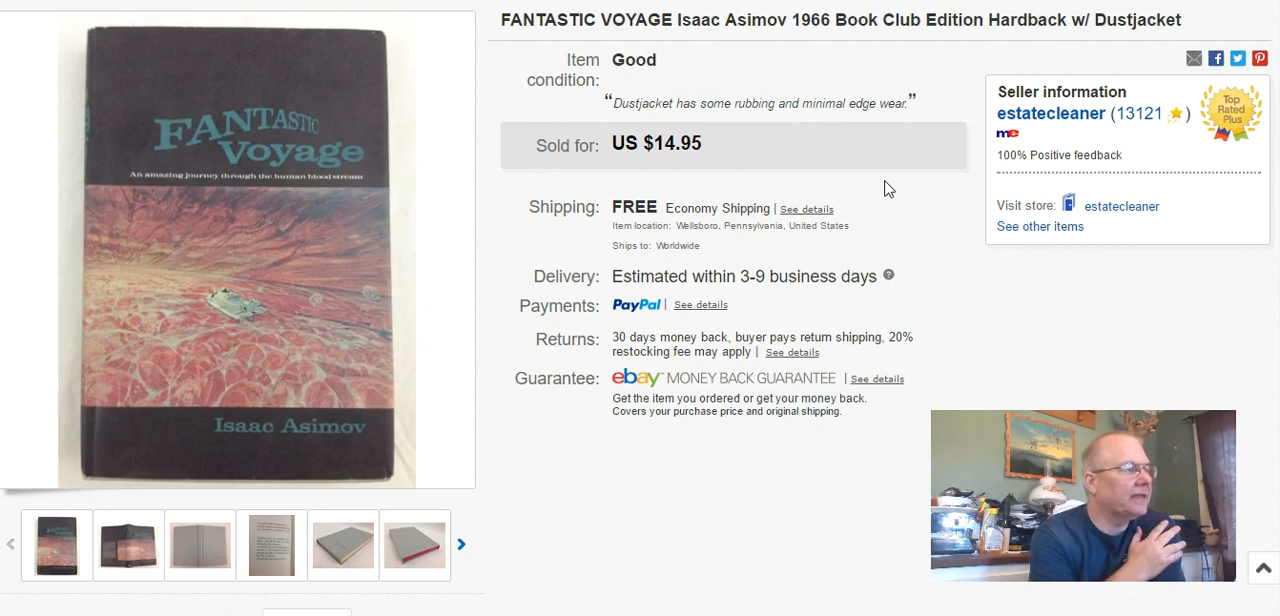 FANTASTIC VOYAGE Isaac Asimov 1966 Book Club Edition Hardback w/ Dustjacket
FANTASTIC
Voyage
An amazing journey through the human bloodstream
Isaac Asimov
Item condition:
Good
“Dustjacket has some rubbing and minimal edge wear.”
Sold for: US $14.95
Shipping: FREE Economy Shipping | See details
Item location: Wellsboro, Pennsylvania, United States
Ships to: Worldwide
Delivery: Estimated within 3-9 business days
Payments: PayPal | See details
Returns: 30 days money back, buyer pays return shipping, 20%
restocking fee may apply | See details
Guarantee: ebay MONEY BACK GUARANTEE | See details
Get the item you ordered or get your money back.
Covers your purchase price and original shipping.
Seller information
estatecleaner (13121)
me
100% Positive feedback
Top
Rated
Plus
Visit store: estatecleaner
See other items